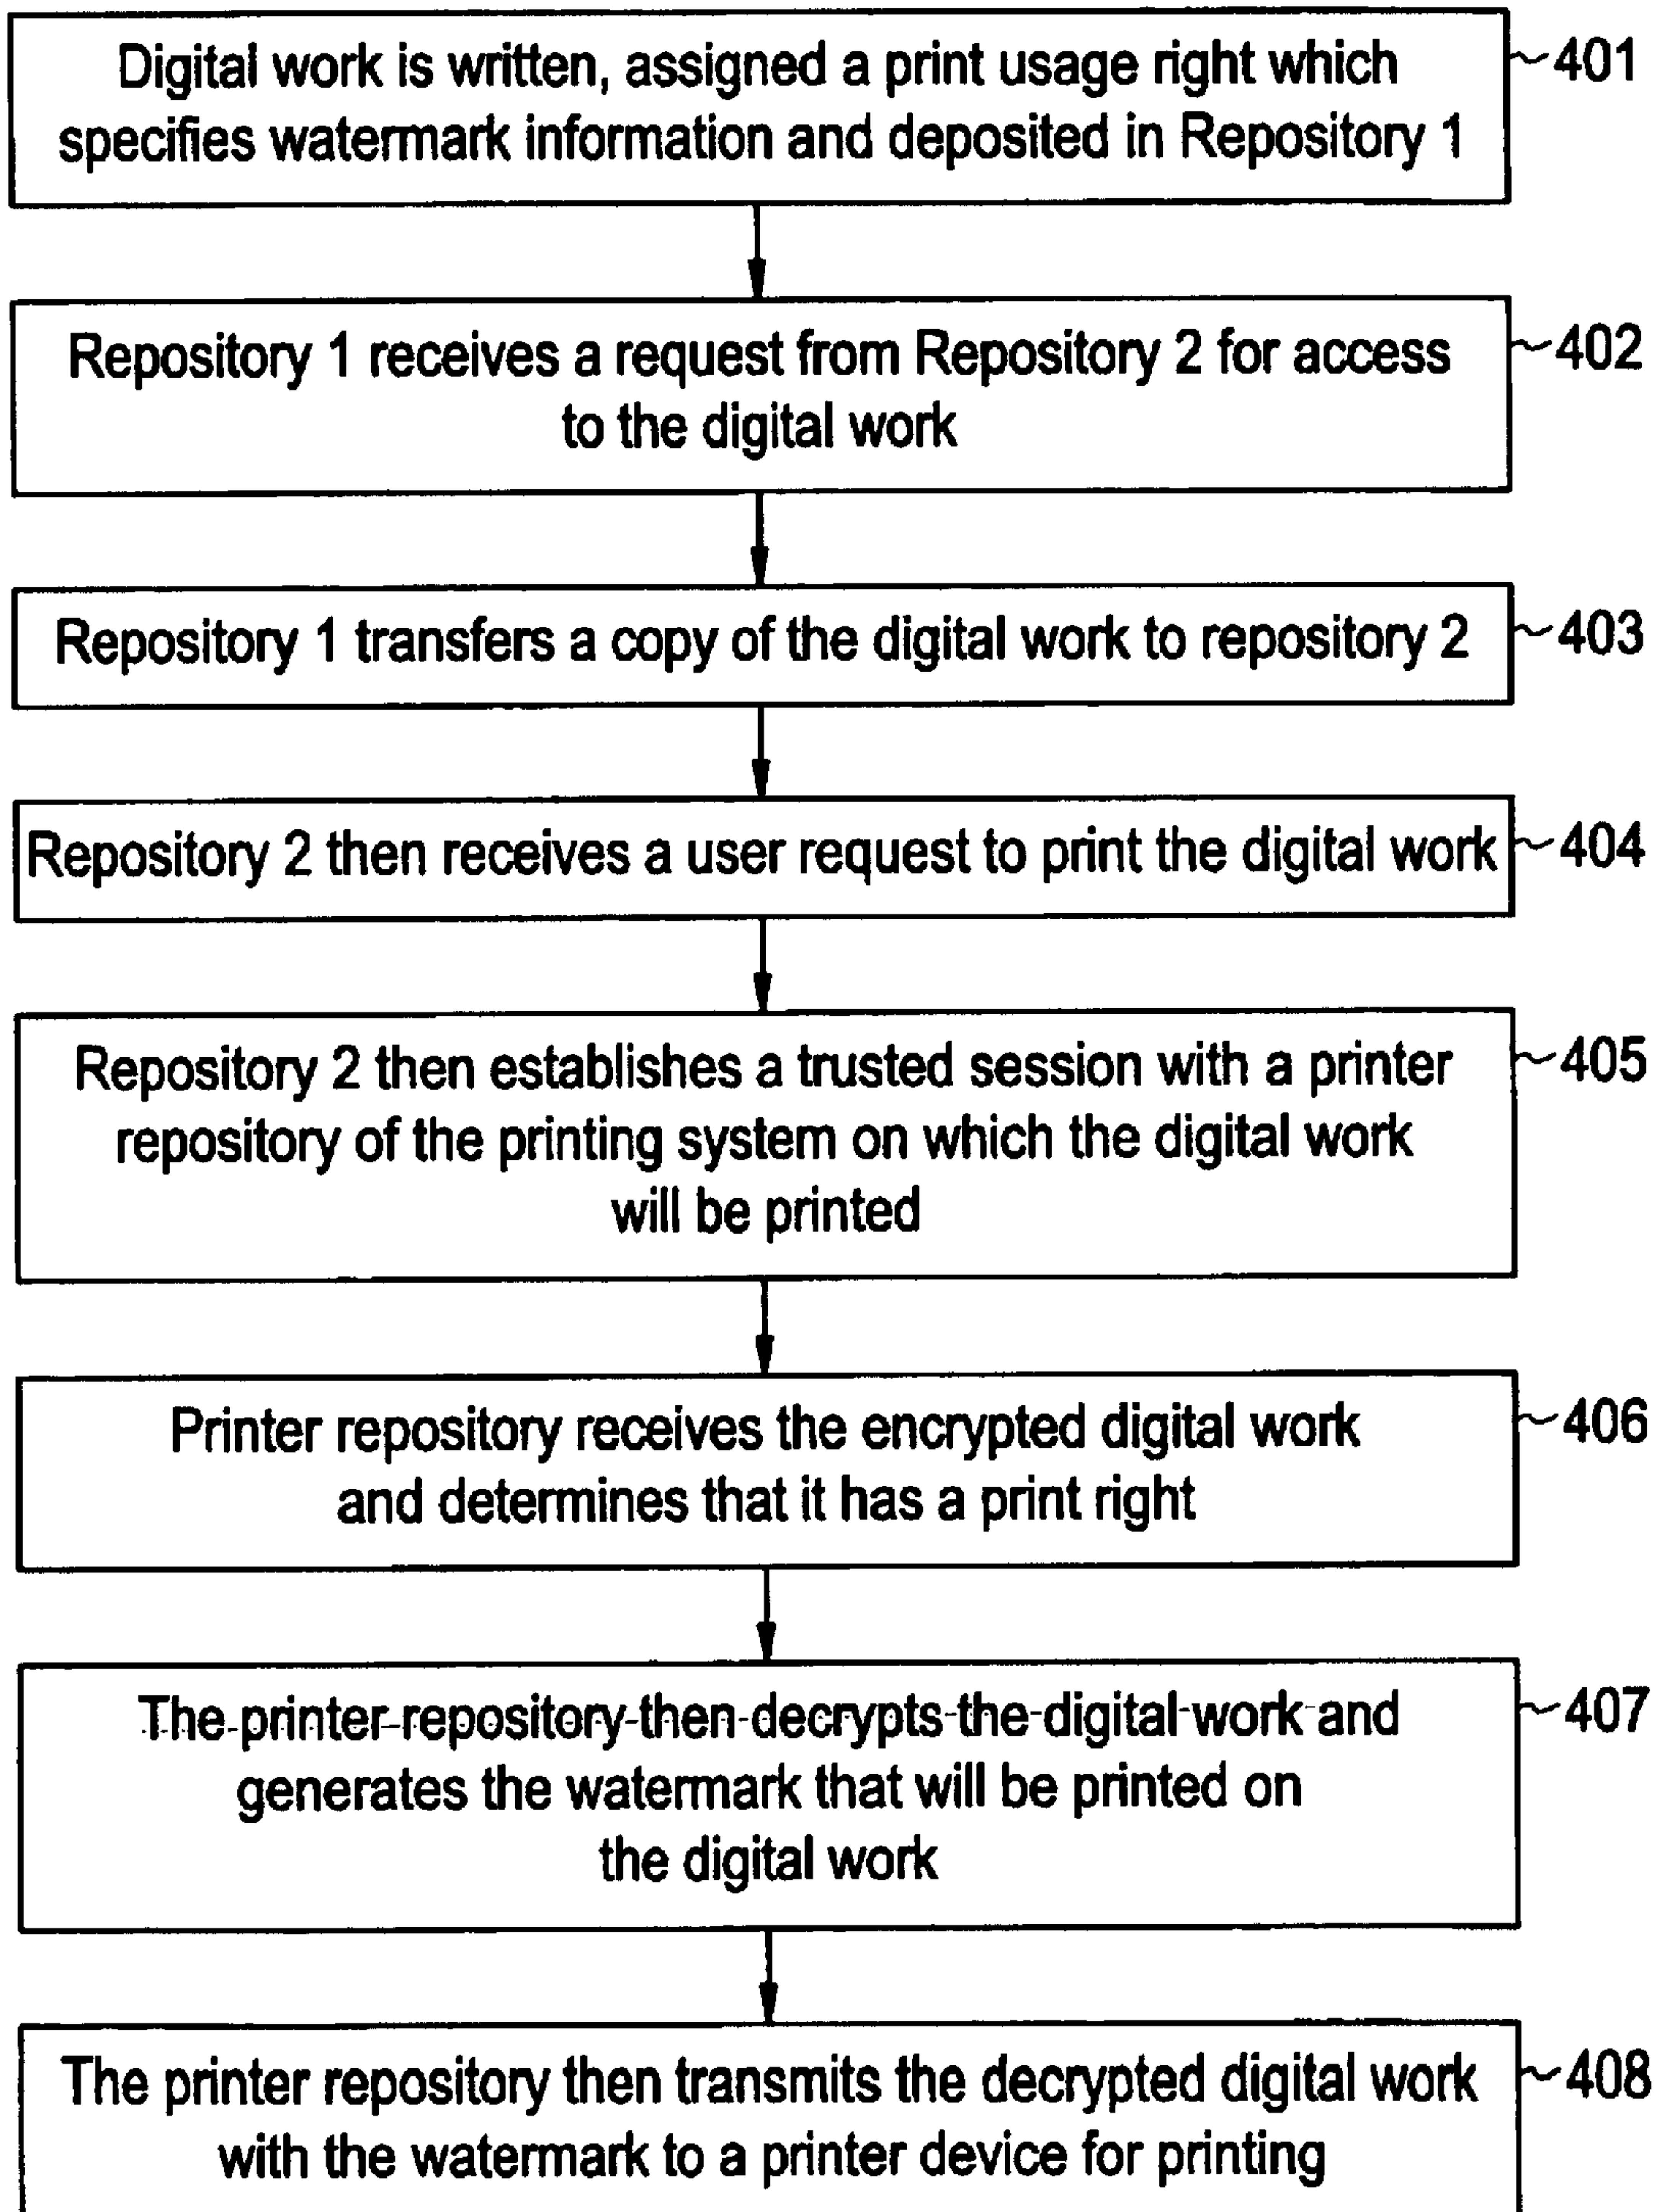 Digital work is written, assigned a print usage right which
specifies watermark information and deposited in Repository 1
401
Repository 1 receives a request from Repository 2 for access
to the digital work
402
Repository 1 transfers a copy of the digital work to repository 2
403
Repository 2 then receives a user request to print the digital work
404
Repository 2 then establishes a trusted session with a printer
repository of the printing system on which the digital work
will be printed
405
Printer repository receives the encrypted digital work
and determines that it has a print right
406
The printer repository then decrypts the digital work and
generates the watermark that will be printed on
the digital work
407
The printer repository then transmits the decrypted digital work
with the watermark to a printer device for printing
408